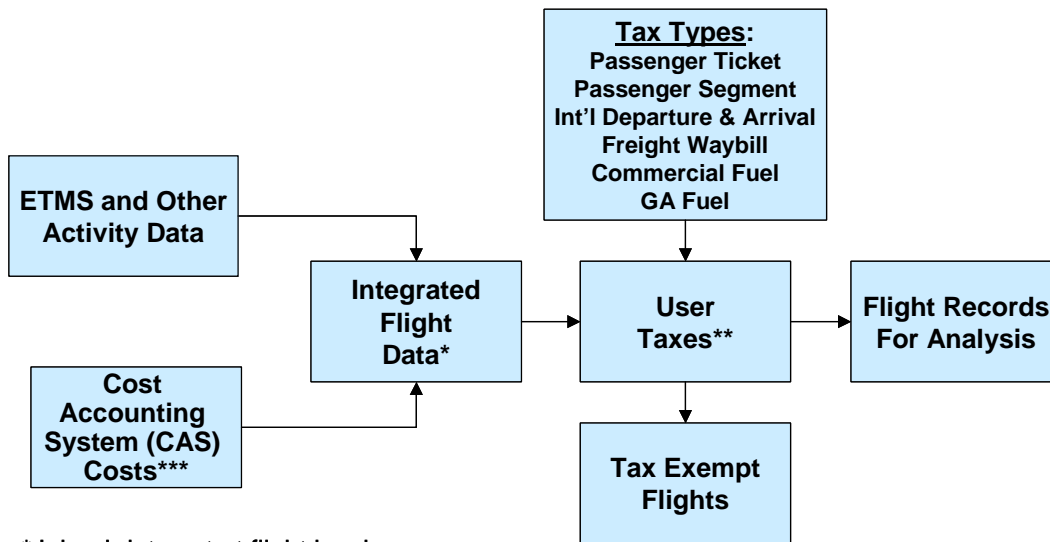 Tax Types:
Passenger Ticket
Passenger Segment
Int'l Departure & Arrival
Freight Waybill
Commercial Fuel
GA Fuel
ETMS and Other
Activity Data
Integrated
Flight
Data*
User
Taxes**
Flight Records
For Analysis
Cost
Accounting
System (CAS)
Costs***
Tax Exempt
Flights